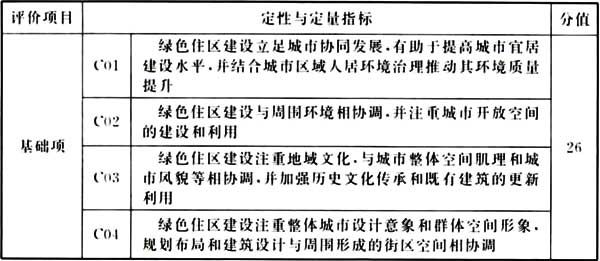 评价项目 定性与定量指标 分值
基础项
C01 绿色住区建设立足城市协同发展，有助于提高城市宜居
建设水平，并结合城市区域人居环境治理推动其环境质量
提升
C02 绿色住区建设与周围环境相协调，并注重城市开放空间
的建设和利用
C03 绿色住区建设注重地域文化，与城市整体空间肌理和城
市风貌等相协调，并加强历史文化传承和既有建筑的更新
利用
C04 绿色住区建设注重整体城市设计意象和群体空间形象，
规划布局和建筑设计与周围形成的街区空间相协调
26